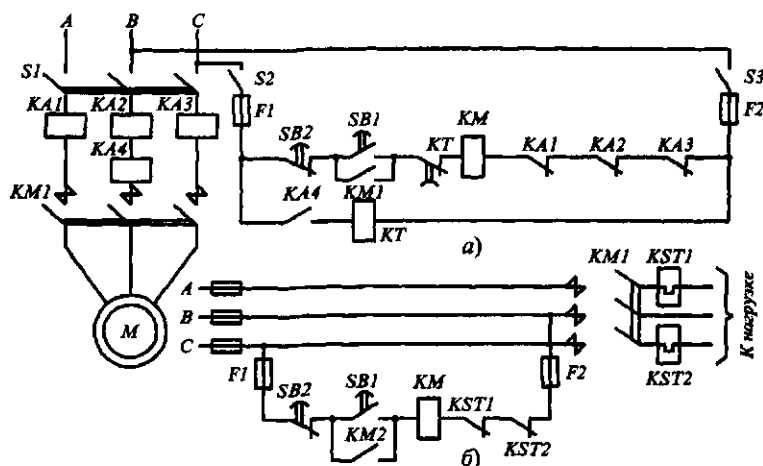 A B C
S1
S2
S3
KA1 KA2 KA3
F1
F2
KA4
SB2 SB1 KT KM KA1 KA2 KA3
KM1
KA4 KM1
KT
а)
M
A
B
C
KM1 KST1
KST2
К нагрузке
F1
SB2 SB1 KM KST1 F2
KM2
KST2
б)